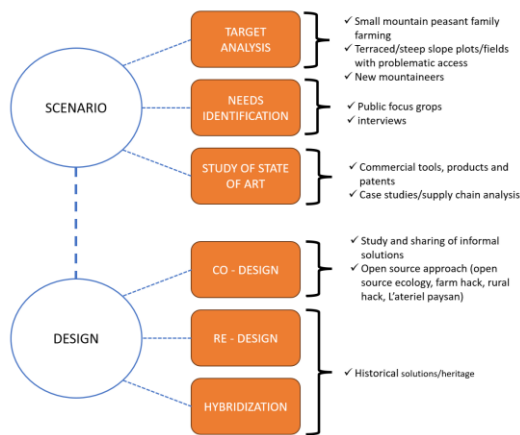 TARGET
ANALYSIS
✓ Small mountain peasant family
farming
✓ Terraced/steep slope plots/fields
with problematic access
✓ New mountaineers
SCENARIO
NEEDS
IDENTIFICATION
✓ Public focus grops
✓ interviews
STUDY OF STATE
OF ART
✓ Commercial tools, products and
patents
✓ Case studies/supply chain analysis
CO - DESIGN
✓ Study and sharing of informal
solutions
✓ Open source approach (open
source ecology, farm hack, rural
hack, L'ateriel paysan)
DESIGN
RE - DESIGN
HYBRIDIZATION
✓ Historical solutions/heritage